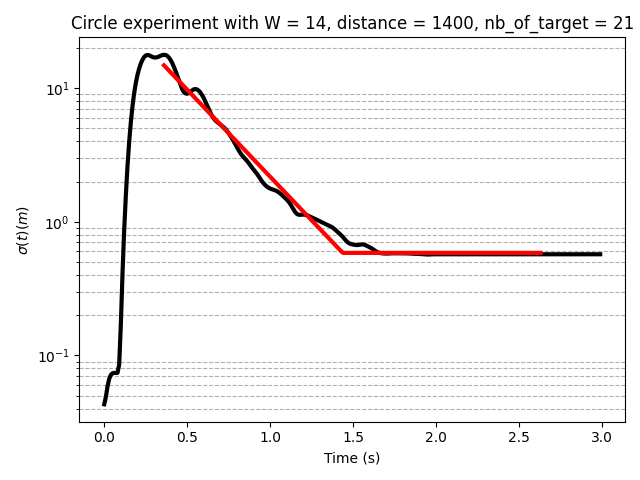 Circle experiment with W = 14, distance = 1400, nb_of_target = 21
10¹
10⁰
10⁻¹
σ(t)(m)
0.0 0.5 1.0 1.5 2.0 2.5 3.0
Time (s)